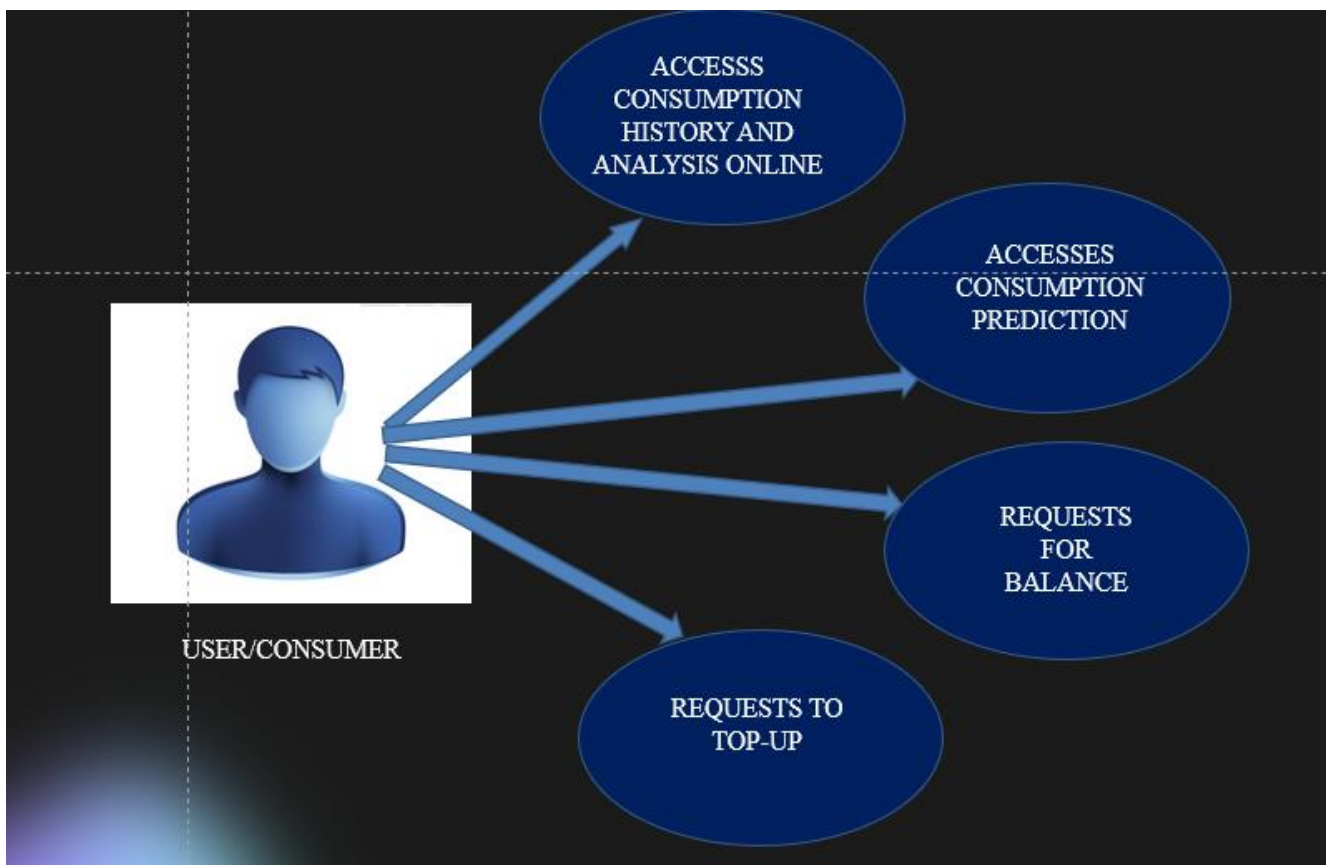 ACCESSS
CONSUMPTION
HISTORY AND
ANALYSIS ONLINE
ACCESSES
CONSUMPTION
PREDICTION
REQUESTS
FOR
BALANCE
USER/CONSUMER
REQUESTS TO
TOP-UP